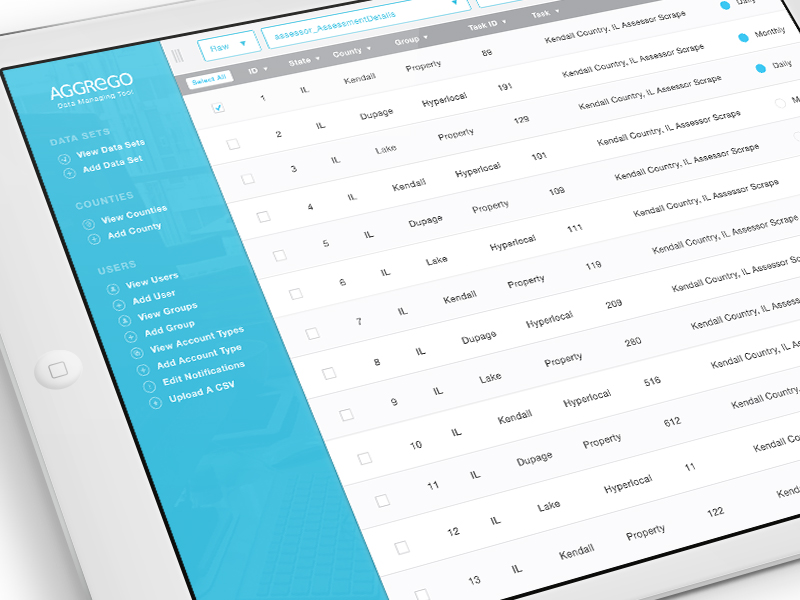 AGGREGO
Data Managing Tool
DATA SETS
View Data Sets
Add Data Set
COUNTIES
View Counties
Add County
USERS
View Users
Add User
View Groups
Add Group
View Account Types
Add Account Type
Edit Notifications
Upload A CSV
Raw assessor_AssessmentDetails
Select All ID State County Group Task ID Task
1 IL Kendall Property 89 Kendall Country, IL Assessor Scrape Daily
2 IL Dupage Hyperlocal 191 Kendall Country, IL Assessor Scrape Monthly
3 IL Lake Property 129 Kendall Country, IL Assessor Scrape Daily
4 IL Kendall Hyperlocal 101 Kendall Country, IL Assessor Scrape
5 IL Dupage Property 109 Kendall Country, IL Assessor Scrape
6 IL Lake Hyperlocal 111 Kendall Country, IL Assessor Scrape
7 IL Kendall Property 119 Kendall Country, IL Assessor Scrape
8 IL Dupage Hyperlocal 209 Kendall Country, IL Assessor
9 IL Lake Property 280 Kendall Country, IL
10 IL Kendall Hyperlocal 516 Kendall Country, IL
11 IL Dupage Property 612 Kendall Country,
12 IL Lake Hyperlocal 11 Kendall
13 IL Kendall Property 122